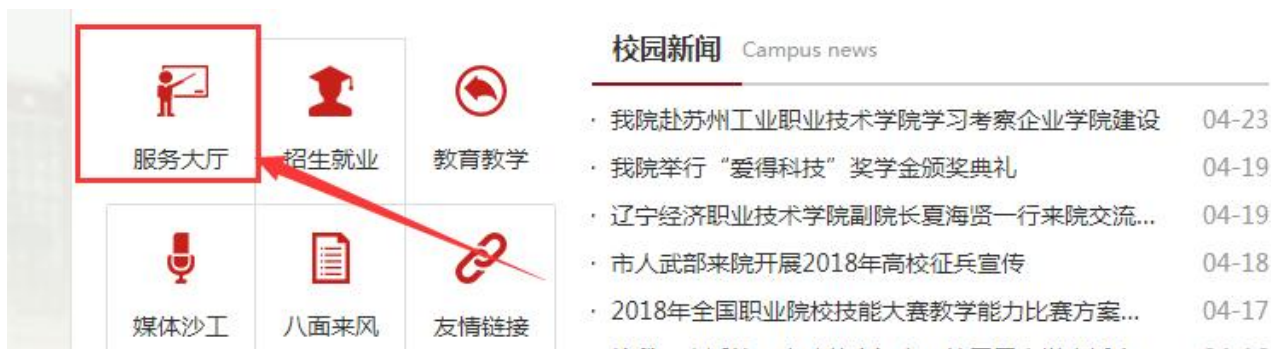 服务大厅
招生就业
教育教学
媒体沙工
八面来风
友情链接
校园新闻 Campus news
· 我院赴苏州工业职业技术学院学习考察企业学院建设 04-23
· 我院举行“爱得科技”奖学金颁奖典礼 04-19
· 辽宁经济职业技术学院副院长夏海贤一行来院交流... 04-19
· 市人武部来院开展2018年高校征兵宣传 04-18
· 2018年全国职业院校技能大赛教学能力比赛方案... 04-17